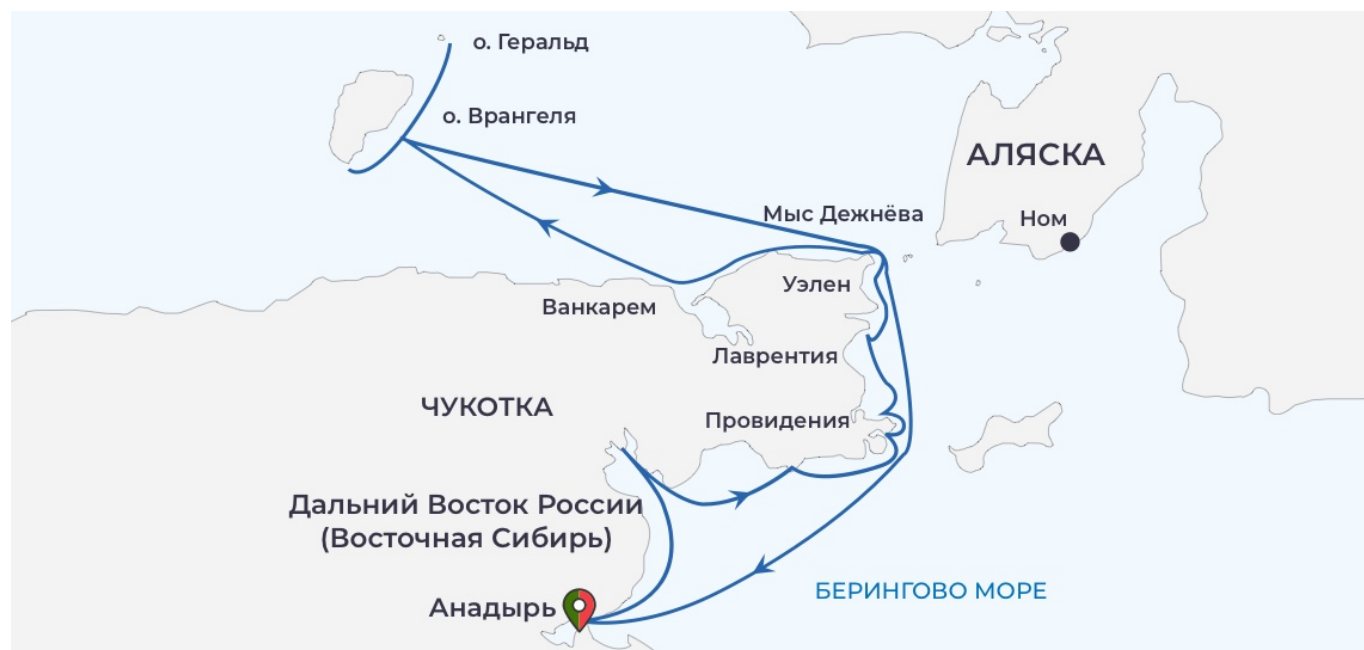 о. Геральд
о. Врангеля
АЛЯСКА
Мыс Дежнёва
Ном
Уэлен
Ванкарем
Лаврентия
ЧУКОТКА
Провидения
Дальний Восток России
(Восточная Сибирь)
БЕРИНГОВО МОРЕ
Анадырь